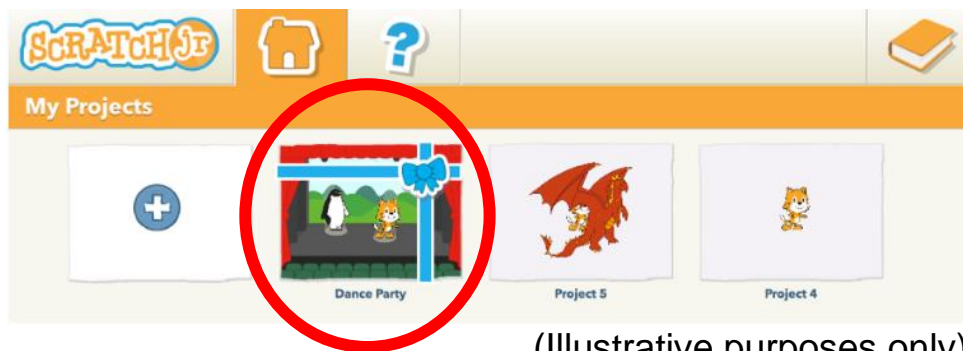 SCRATCH Jr
?
My Projects
Dance Party
Project 5
Project 4
(Illustrative purposes only)